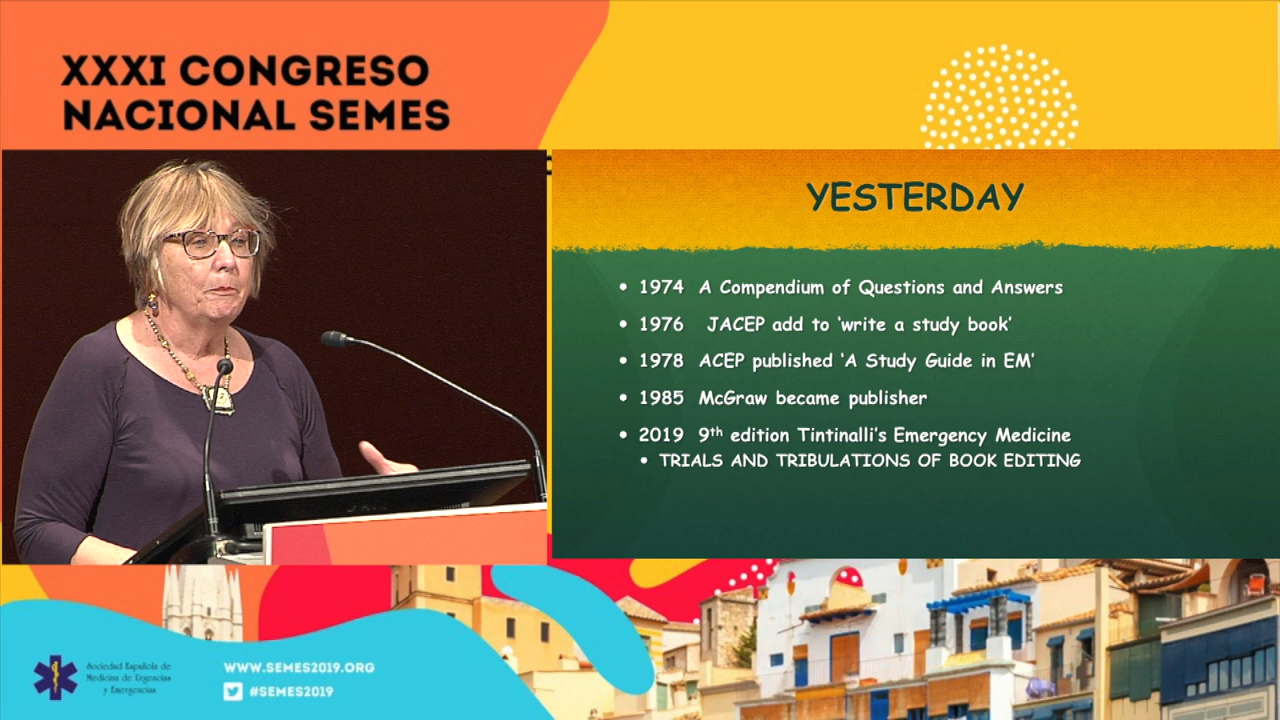 XXXI CONGRESO
NACIONAL SEMES
YESTERDAY
• 1974 A Compendium of Questions and Answers
• 1976 JACEP add to ‘write a study book’
• 1978 ACEP published ‘A Study Guide in EM’
• 1985 McGraw became publisher
• 2019 9th edition Tintinalli’s Emergency Medicine
• TRIALS AND TRIBULATIONS OF BOOK EDITING
Sociedad Española de
Medicina de Urgencias
y Emergencias
WWW.SEMES2019.ORG
#SEMES2019